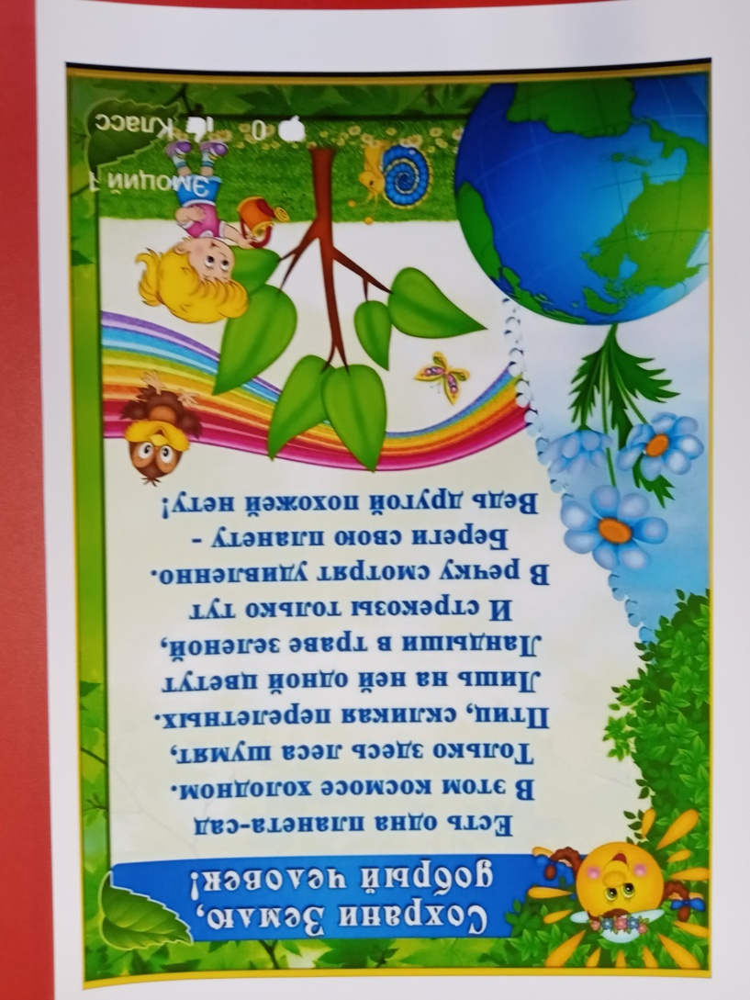 Сохрани Землю,
добрый человек!
Есть одна планета-сад
В этом космосе холодном.
Только здесь леса шумят,
Птиц, скликая перелетных.
Лишь на ней одной цветут
Ландыши в траве зеленой,
И стрекозы только тут
В речку смотрят удивленно.
Береги свою планету -
Ведь другой похожей нету!
Эмоций
0 Класс